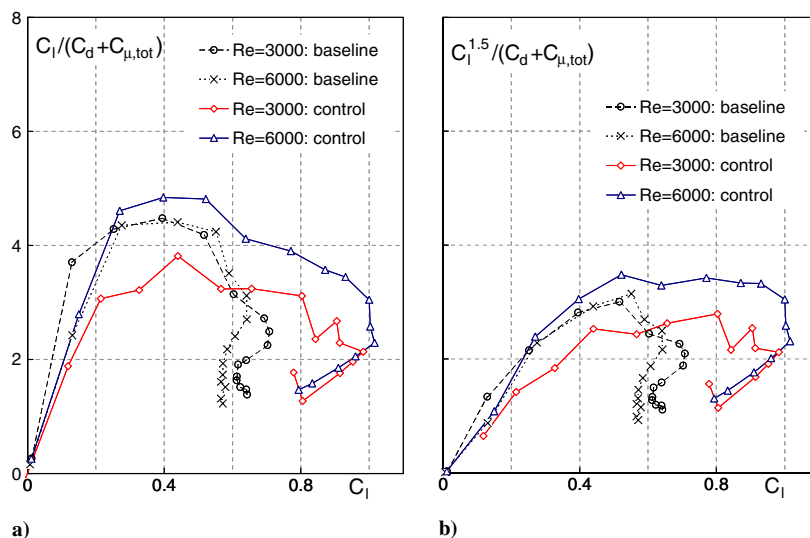 8
C_l/(C_d+C_μ,tot)
Re=3000: baseline
Re=6000: baseline
Re=3000: control
Re=6000: control
6
4
2
0
0
0.4
0.8
C_l
a)
C_l^1.5/(C_d+C_μ,tot)
Re=3000: baseline
Re=6000: baseline
Re=3000: control
Re=6000: control
0
0.4
0.8
C_l
b)